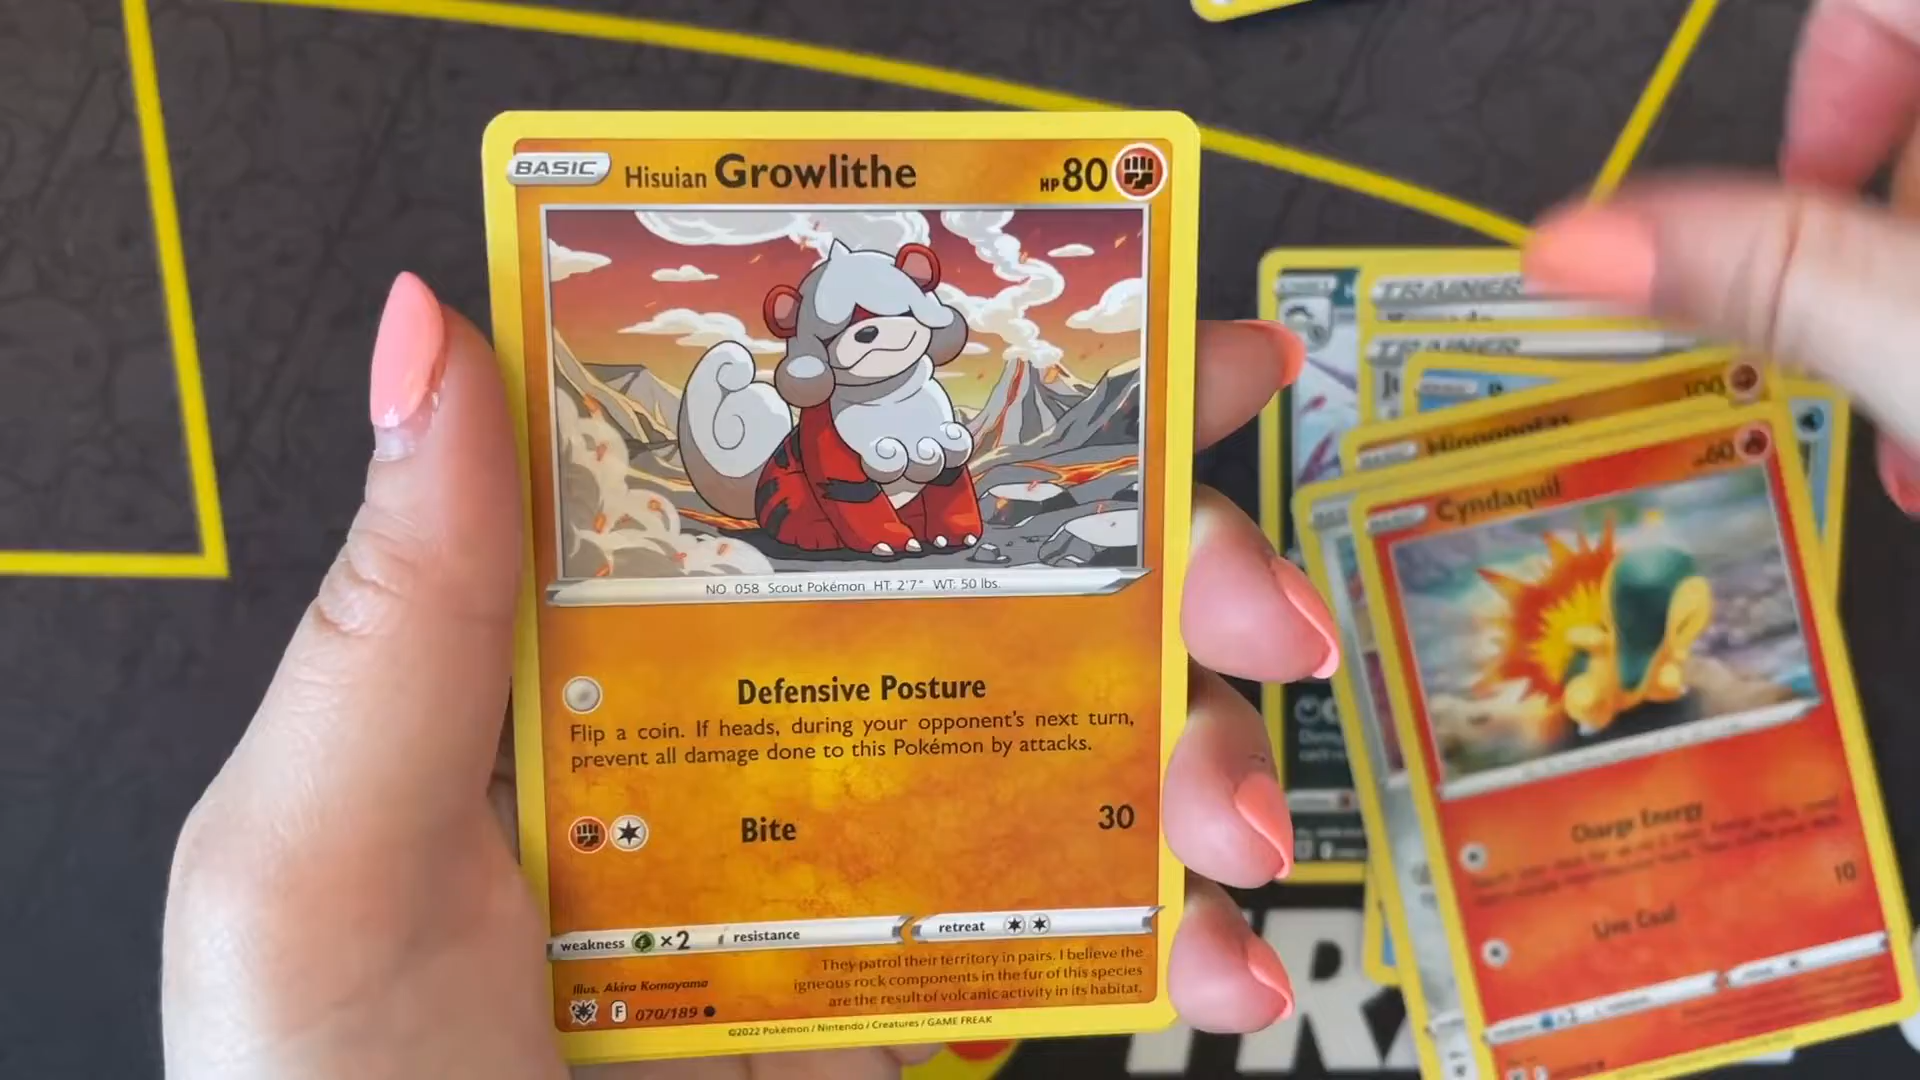 BASIC Hisuian Growlithe HP 80
NO. 058 Scout Pokémon HT: 2'7" WT: 50 lbs.
Defensive Posture
Flip a coin. If heads, during your opponent's next turn,
prevent all damage done to this Pokémon by attacks.
Bite 30
weakness ×2 resistance retreat
They patrol their territory in pairs. I believe the
igneous rock components in the fur of this species
are the result of volcanic activity in its habitat.
Illus. Akira Komayama
F 070/189
©2022 Pokémon / Nintendo / Creatures / GAME FREAK
TRAINER
TRAINER
100
Cyndaquil 60
Charge Energy
Live Coal 10